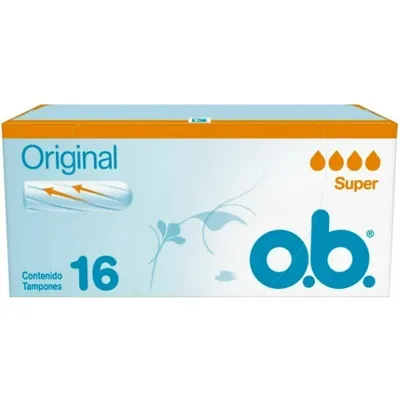 Original
Super
Contenido
Tampones
16
o.b.®